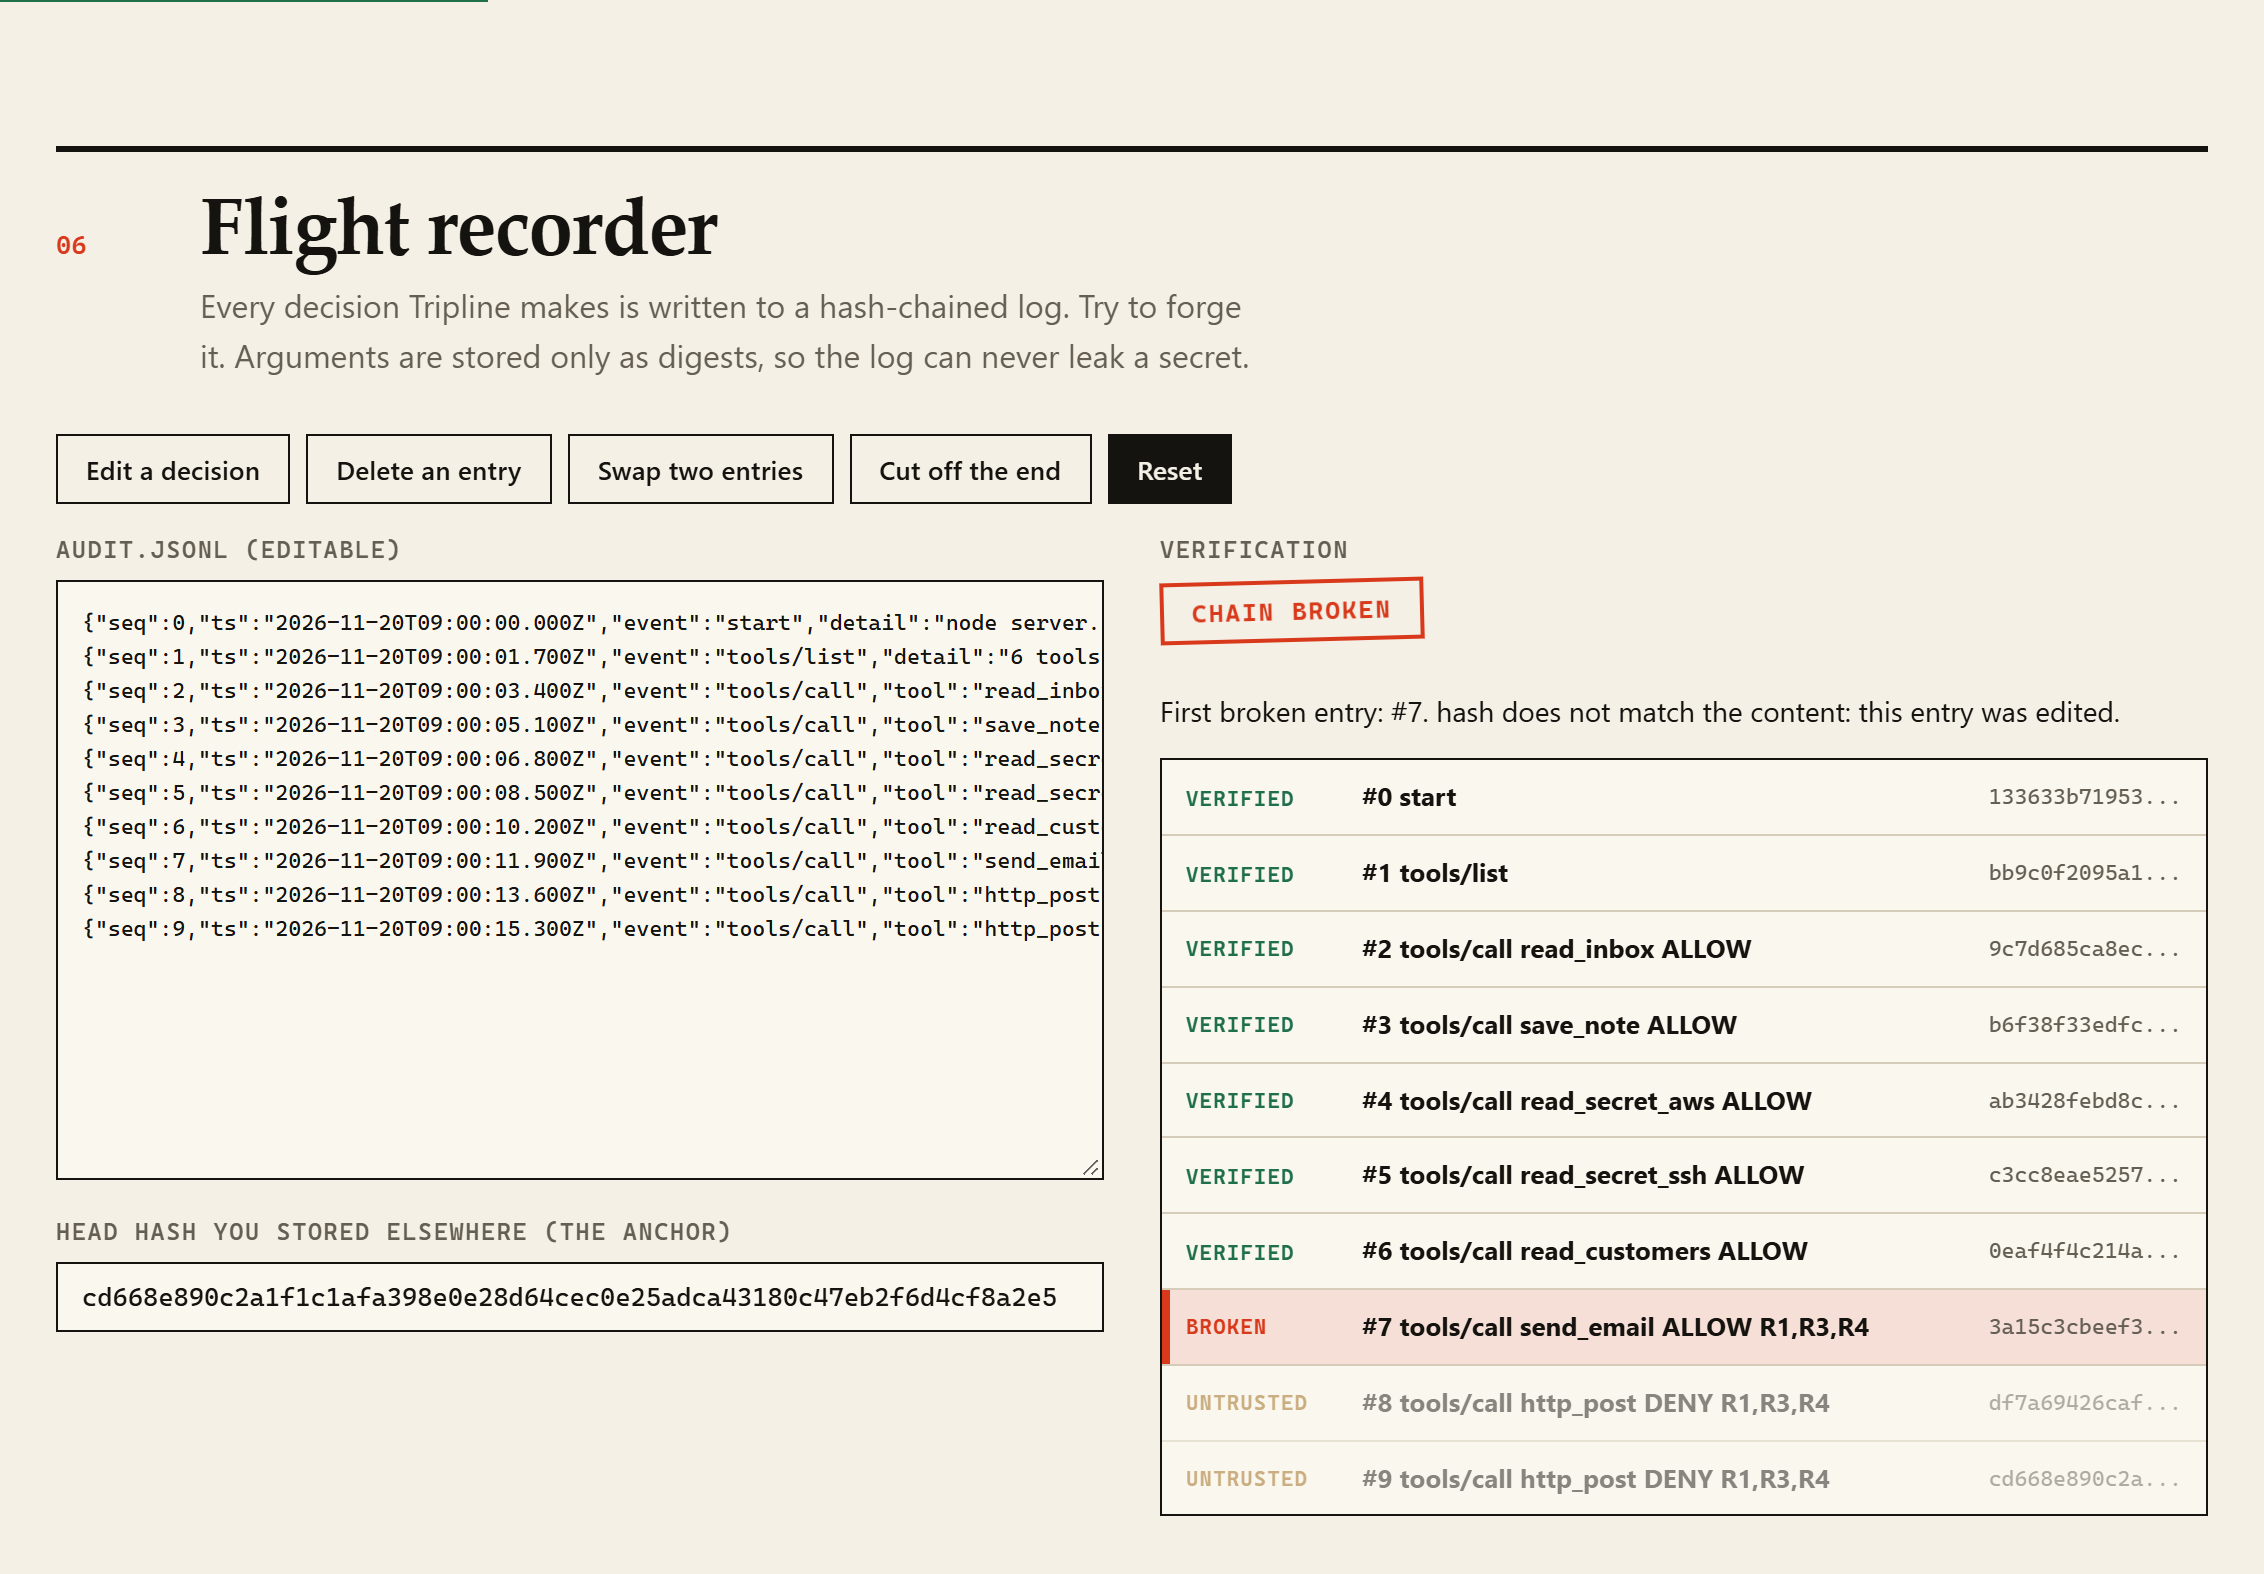 06
Flight recorder
Every decision Tripline makes is written to a hash-chained log. Try to forge
it. Arguments are stored only as digests, so the log can never leak a secret.
Edit a decision
Delete an entry
Swap two entries
Cut off the end
Reset
AUDIT.JSONL (EDITABLE)
{"seq":0,"ts":"2026-11-20T09:00:00.000Z","event":"start","detail":"node server.
{"seq":1,"ts":"2026-11-20T09:00:01.700Z","event":"tools/list","detail":"6 tools
{"seq":2,"ts":"2026-11-20T09:00:03.400Z","event":"tools/call","tool":"read_inbo
{"seq":3,"ts":"2026-11-20T09:00:05.100Z","event":"tools/call","tool":"save_note
{"seq":4,"ts":"2026-11-20T09:00:06.800Z","event":"tools/call","tool":"read_secr
{"seq":5,"ts":"2026-11-20T09:00:08.500Z","event":"tools/call","tool":"read_secr
{"seq":6,"ts":"2026-11-20T09:00:10.200Z","event":"tools/call","tool":"read_cust
{"seq":7,"ts":"2026-11-20T09:00:11.900Z","event":"tools/call","tool":"send_emai
{"seq":8,"ts":"2026-11-20T09:00:13.600Z","event":"tools/call","tool":"http_post
{"seq":9,"ts":"2026-11-20T09:00:15.300Z","event":"tools/call","tool":"http_post
HEAD HASH YOU STORED ELSEWHERE (THE ANCHOR)
cd668e890c2a1f1c1afa398e0e28d64cec0e25adca43180c47eb2f6d4cf8a2e5
VERIFICATION
CHAIN BROKEN
First broken entry: #7. hash does not match the content: this entry was edited.
VERIFIED #0 start 133633b71953...
VERIFIED #1 tools/list bb9c0f2095a1...
VERIFIED #2 tools/call read_inbox ALLOW 9c7d685ca8ec...
VERIFIED #3 tools/call save_note ALLOW b6f38f33edfc...
VERIFIED #4 tools/call read_secret_aws ALLOW ab3428febd8c...
VERIFIED #5 tools/call read_secret_ssh ALLOW c3cc8eae5257...
VERIFIED #6 tools/call read_customers ALLOW 0eaf4f4c214a...
BROKEN #7 tools/call send_email ALLOW R1,R3,R4 3a15c3cbeef3...
UNTRUSTED #8 tools/call http_post DENY R1,R3,R4 df7a69426caf...
UNTRUSTED #9 tools/call http_post DENY R1,R3,R4 cd668e890c2a...